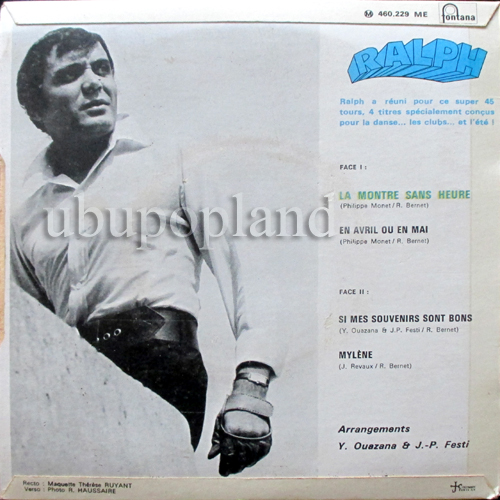 Ⓜ 460.229 ME
fontana
RALPH
Ralph a réuni pour ce super 45
tours, 4 titres spécialement conçus
pour la danse... les clubs... et l'été !
FACE I :
LA MONTRE SANS HEURE
(Philippe Monet/R. Bernet)
ubupopland
EN AVRIL OU EN MAI
(Philippe Monet/R. Bernet)
FACE II :
SI MES SOUVENIRS SONT BONS
(Y. Ouazana & J.P. Festi/R. Bernet)
MYLÈNE
(J. Revaux/R. Bernet)
Arrangements
Y. Ouazana & J.-P. Festi
Recto : Maquette Thérèse RUYANT
Verso : Photo R. HAUSSAIRE